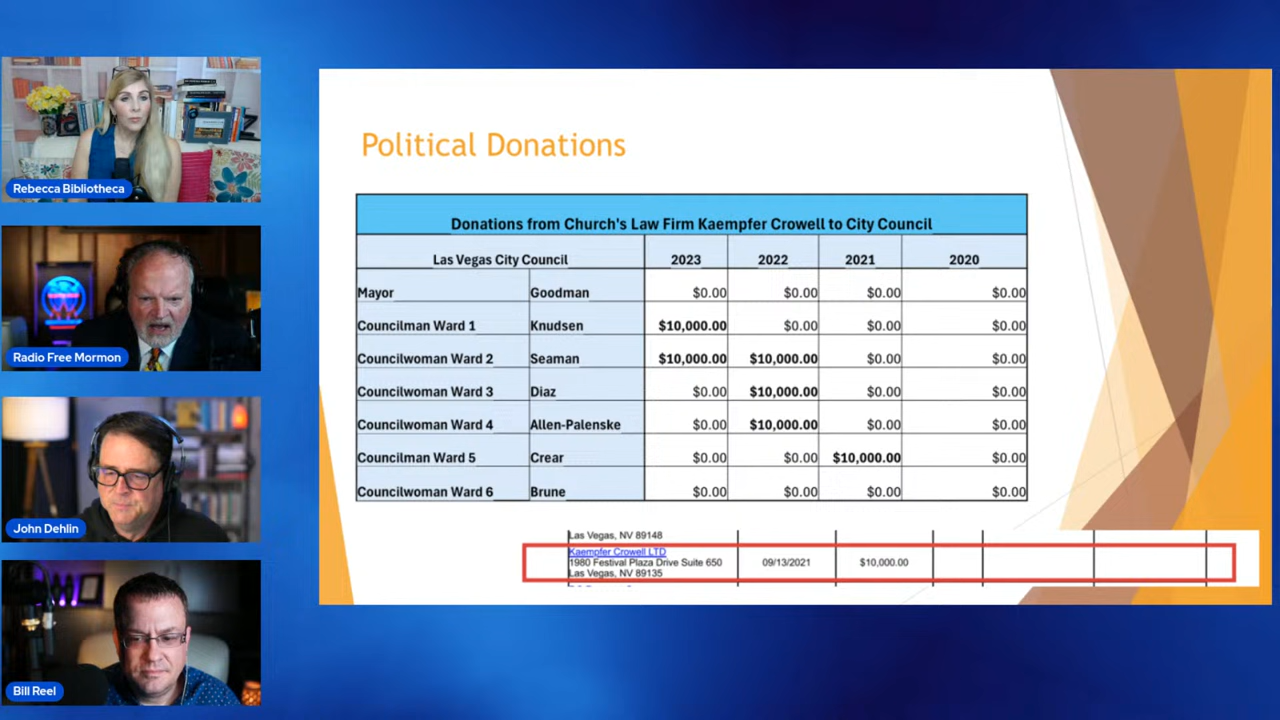 Rebecca Bibliotheca
Radio Free Mormon
John Dehlin
Bill Reel
Political Donations
Donations from Church's Law Firm Kaempfer Crowell to City Council
Las Vegas City Council 2023 2022 2021 2020
Mayor Goodman $0.00 $0.00 $0.00 $0.00
Councilman Ward 1 Knudsen $10,000.00 $0.00 $0.00 $0.00
Councilwoman Ward 2 Seaman $10,000.00 $10,000.00 $0.00 $0.00
Councilwoman Ward 3 Diaz $0.00 $10,000.00 $0.00 $0.00
Councilwoman Ward 4 Allen-Palenske $0.00 $10,000.00 $0.00 $0.00
Councilman Ward 5 Crear $0.00 $0.00 $10,000.00 $0.00
Councilwoman Ward 6 Brune $0.00 $0.00 $0.00 $0.00
Las Vegas, NV 89148
Kaempfer Crowell LTD
1980 Festival Plaza Drive Suite 650 09/13/2021 $10,000.00
Las Vegas, NV 89135